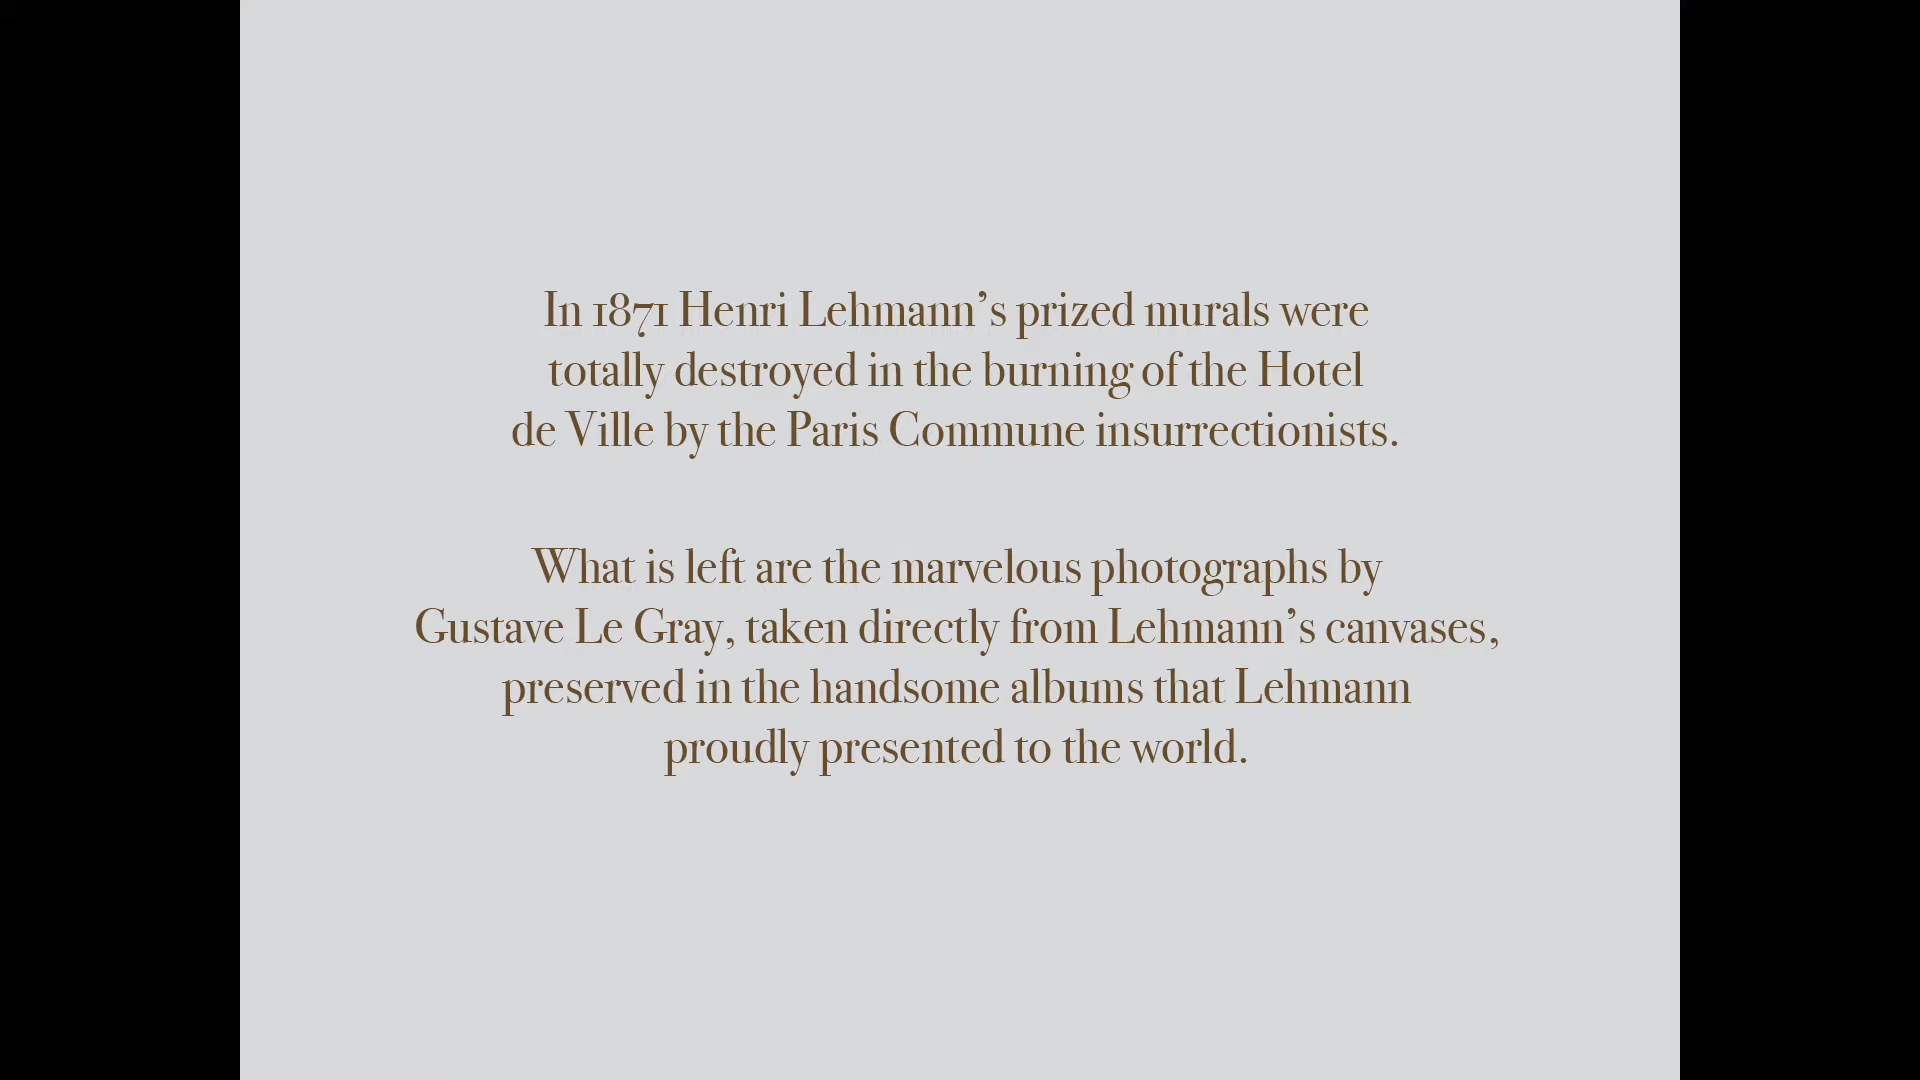 In 1871 Henri Lehmann’s prized murals were
totally destroyed in the burning of the Hotel
de Ville by the Paris Commune insurrectionists.
What is left are the marvelous photographs by
Gustave Le Gray, taken directly from Lehmann’s canvases,
preserved in the handsome albums that Lehmann
proudly presented to the world.